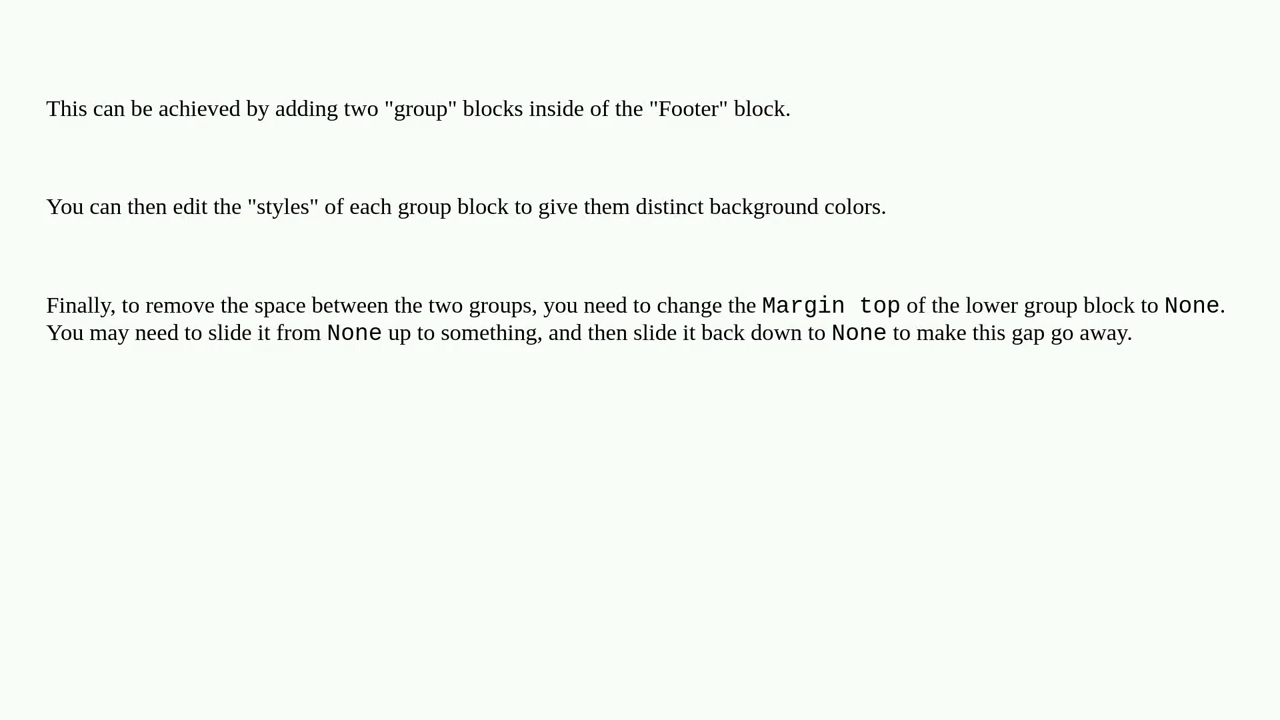 This can be achieved by adding two "group" blocks inside of the "Footer" block.
You can then edit the "styles" of each group block to give them distinct background colors.
Finally, to remove the space between the two groups, you need to change the Margin top of the lower group block to None.
You may need to slide it from None up to something, and then slide it back down to None to make this gap go away.